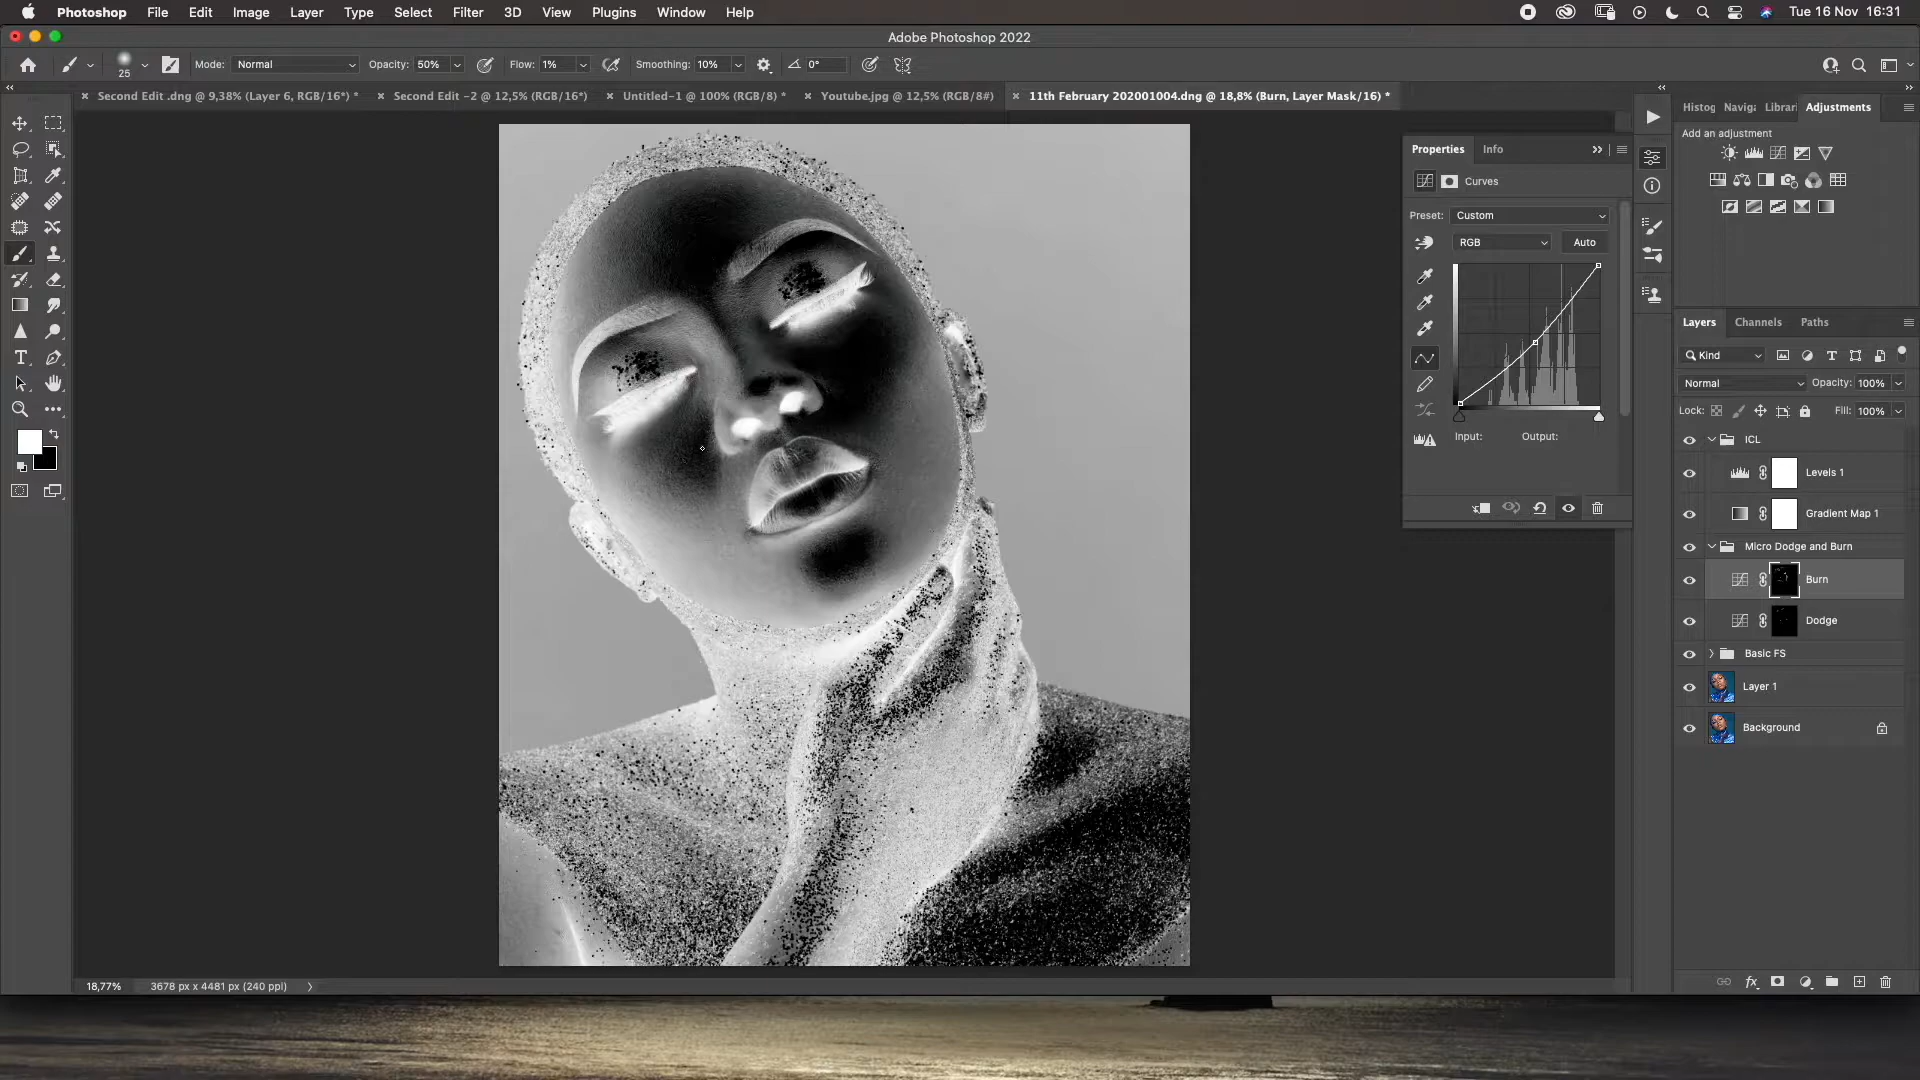 Photoshop File Edit Image Layer Type Select Filter 3D View Plugins Window Help Tue 16 Nov 16:31
Adobe Photoshop 2022
25 Mode: Normal Opacity: 50% Flow: 1% Smoothing: 10% 0°
Second Edit .dng @ 9,38% (Layer 6, RGB/16*) * Second Edit -2 @ 12,5% (RGB/16*) Untitled-1 @ 100% (RGB/8) * Youtube.jpg @ 12,5% (RGB/8#) 11th February 202001004.dng @ 18,8% (Burn, Layer Mask/16) *
Histog Naviga Librari Adjustments
Add an adjustment
Properties Info
Curves
Preset: Custom
RGB Auto
Input: Output:
Layers Channels Paths
Kind
Normal Opacity: 100%
Lock: Fill: 100%
ICL
Levels 1
Gradient Map 1
Micro Dodge and Burn
Burn
Dodge
Basic FS
Layer 1
Background
fx
18,77% 3678 px x 4481 px (240 ppi)